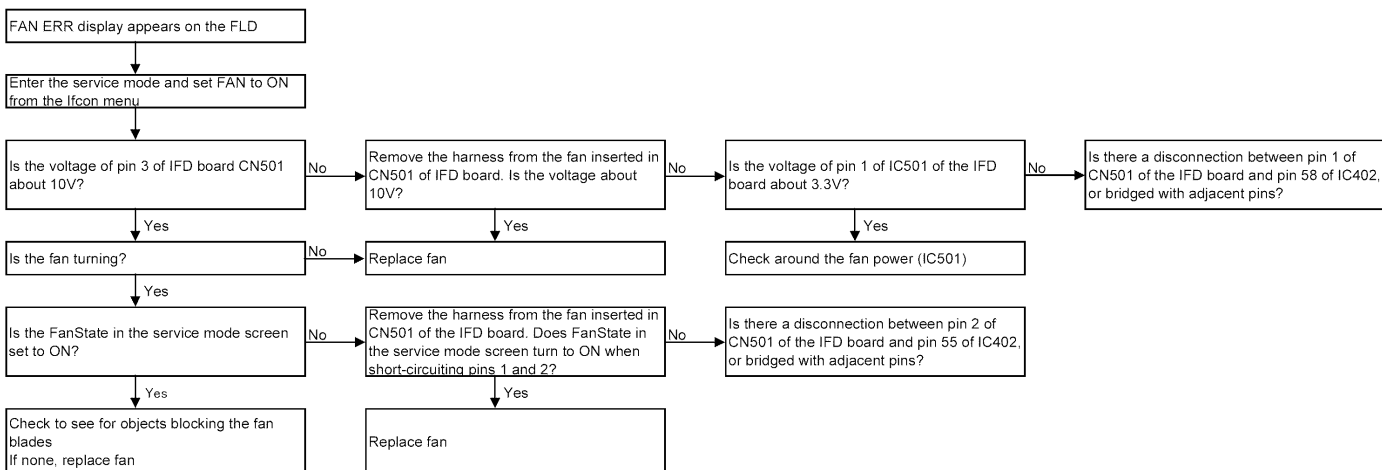 FAN ERR display appears on the FLD
Enter the service mode and set FAN to ON
from the Ifcon menu
Is the voltage of pin 3 of IFD board CN501
about 10V?
No
Remove the harness from the fan inserted in
CN501 of IFD board. Is the voltage about
10V?
No
Is the voltage of pin 1 of IC501 of the IFD
board about 3.3V?
No
Is there a disconnection between pin 1 of
CN501 of the IFD board and pin 58 of IC402,
or bridged with adjacent pins?
Yes
Yes
Yes
Is the fan turning?
No
Replace fan
Check around the fan power (IC501)
Yes
Is the FanState in the service mode screen
set to ON?
No
Remove the harness from the fan inserted in
CN501 of the IFD board. Does FanState in
the service mode screen turn to ON when
short-circuiting pins 1 and 2?
No
Is there a disconnection between pin 2 of
CN501 of the IFD board and pin 55 of IC402,
or bridged with adjacent pins?
Yes
Yes
Check to see for objects blocking the fan
blades
If none, replace fan
Replace fan